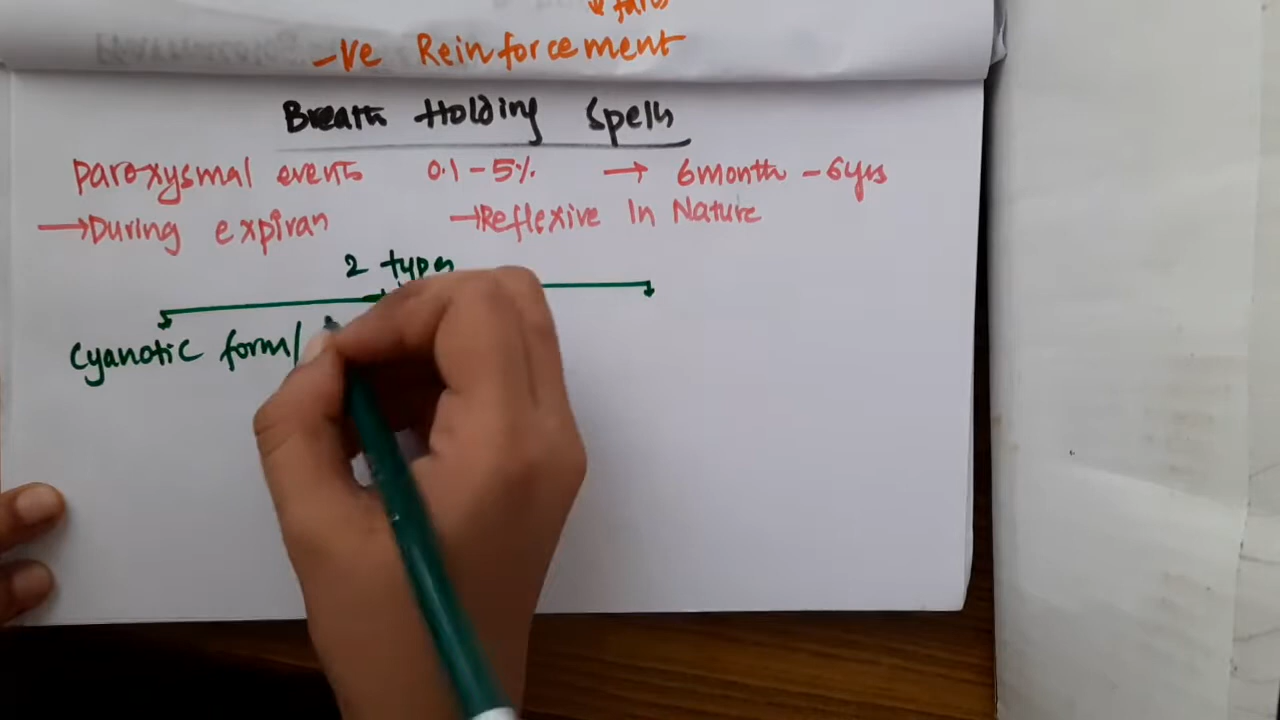 -ve Reinforcement
Breath Holding Spells
Paroxysmal events 0.1-5% → 6month - 6yrs
→During expiran →Reflexive In Nature
2 types
Cyanotic form/